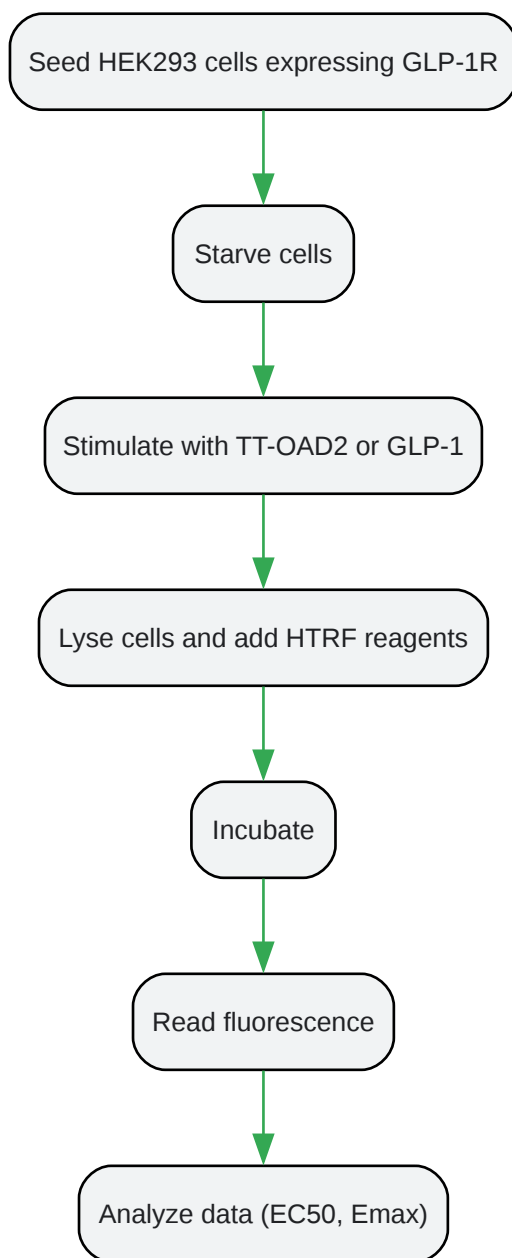 Seed HEK293 cells expressing GLP-1R
Starve cells
Stimulate with TT-OAD2 or GLP-1
Lyse cells and add HTRF reagents
Incubate
Read fluorescence
Analyze data (EC50, Emax)